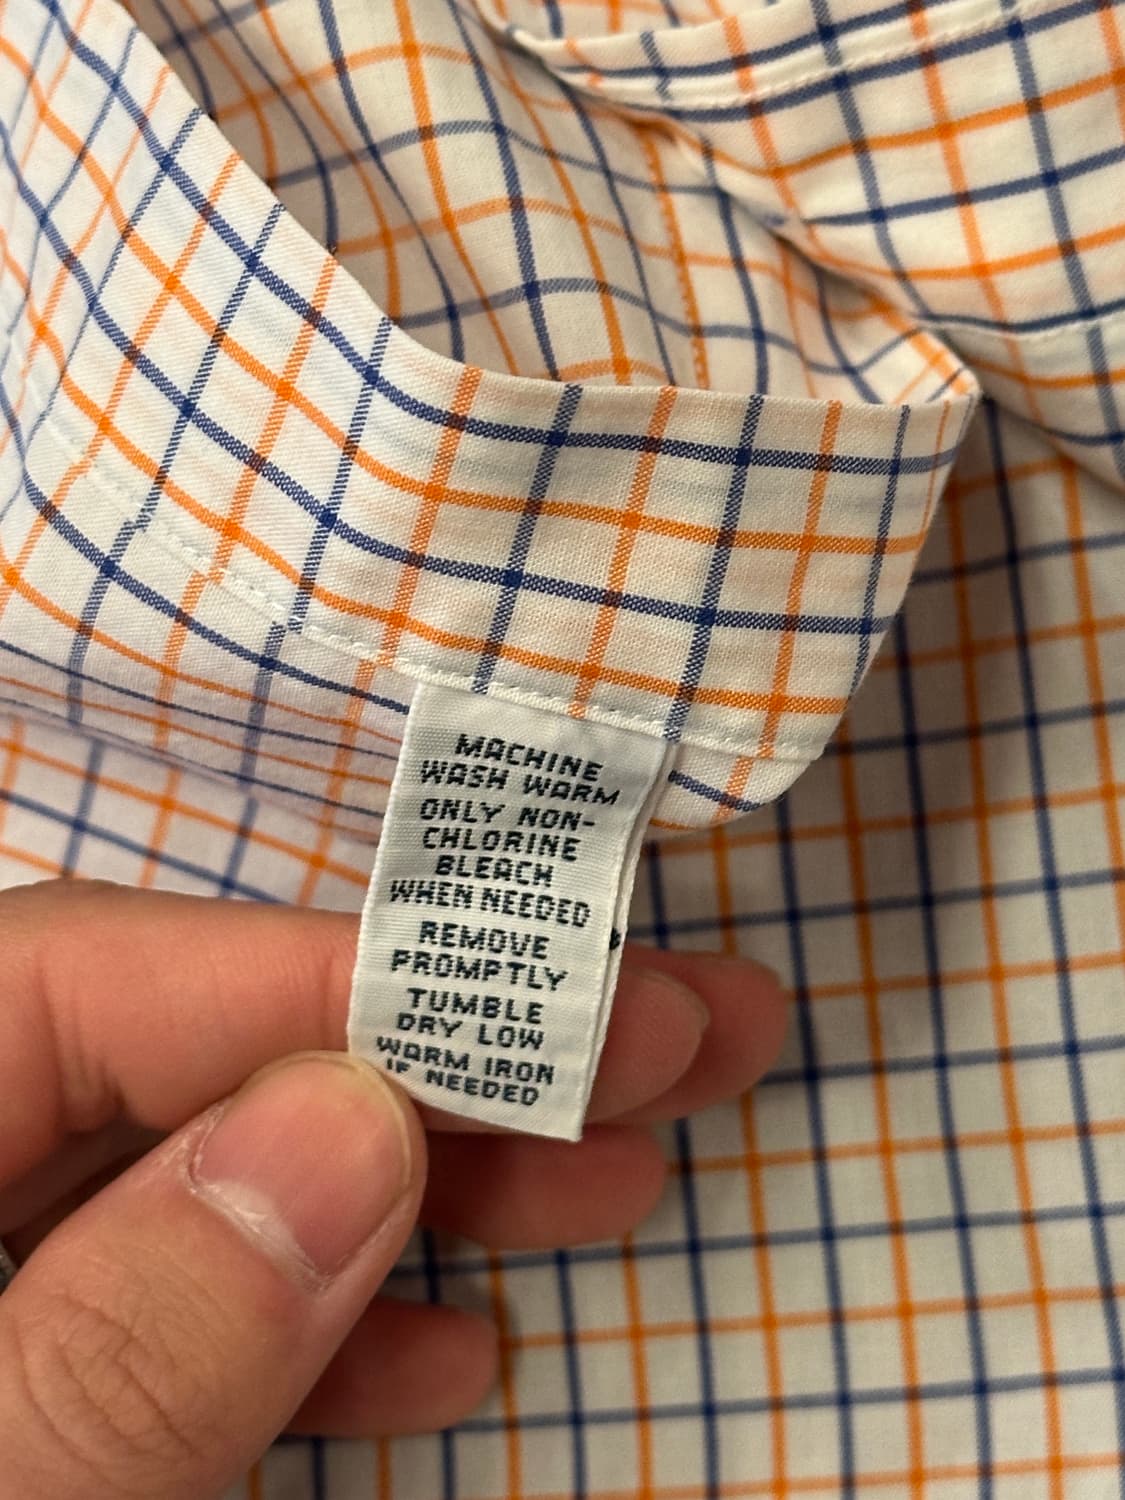 MACHINE
WASH WARM
ONLY NON-
CHLORINE
BLEACH
WHEN NEEDED
REMOVE
PROMPTLY
TUMBLE
DRY LOW
WARM IRON
IF NEEDED